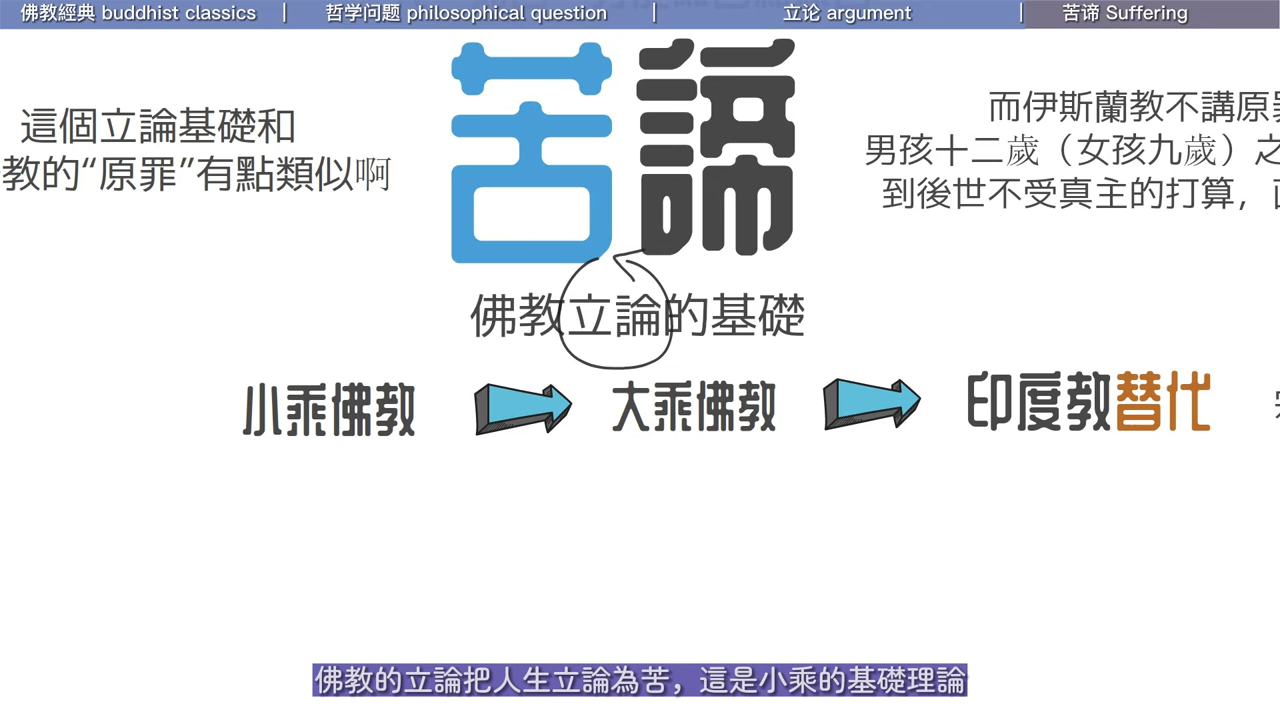 佛教經典 buddhist classics | 哲学问题 philosophical question | 立论 argument | 苦谛 Suffering
苦諦
這個立論基礎和
教的“原罪”有點類似啊
而伊斯蘭教不講原罪
男孩十二歲（女孩九歲）之
到後世不受真主的打算，
佛教立論的基礎
小乘佛教 大乘佛教 印度教替代
佛教的立論把人生立論為苦，這是小乘的基礎理論